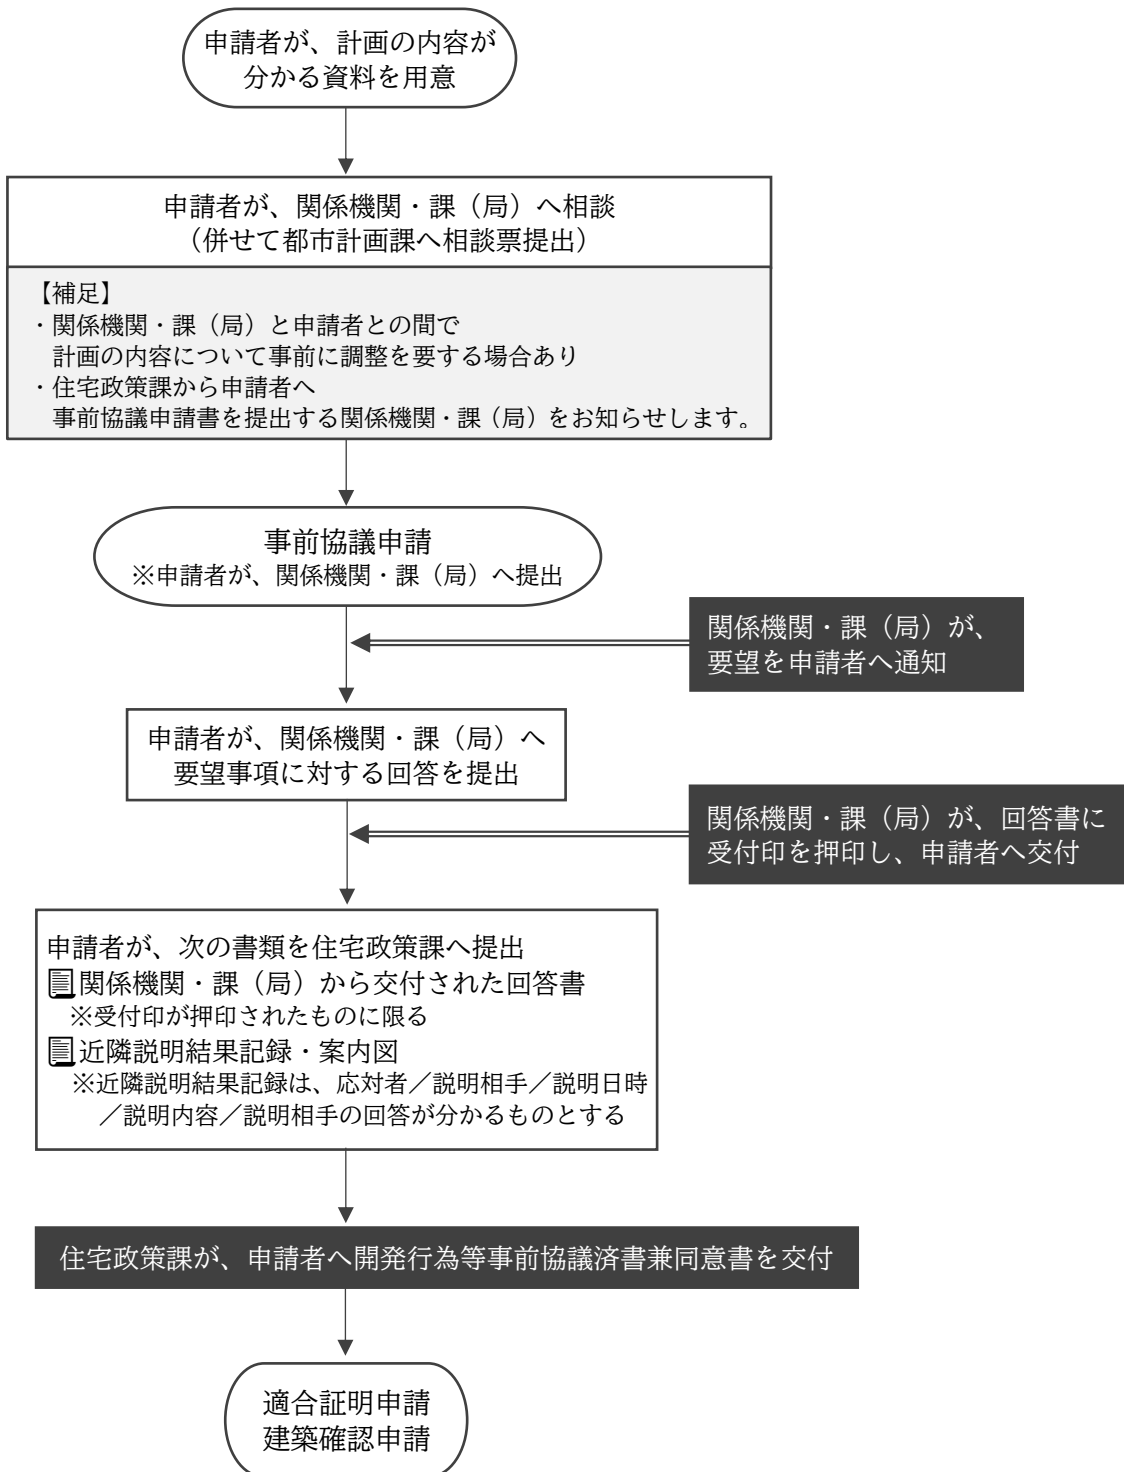 申請者が、計画の内容が
分かる資料を用意
申請者が、関係機関・課（局）へ相談
（併せて都市計画課へ相談票提出）
【補足】
・関係機関・課（局）と申請者との間で
計画の内容について事前に調整を要する場合あり
・住宅政策課から申請者へ
事前協議申請書を提出する関係機関・課（局）をお知らせします。
事前協議申請
※申請者が、関係機関・課（局）へ提出
関係機関・課（局）が、
要望を申請者へ通知
申請者が、関係機関・課（局）へ
要望事項に対する回答を提出
関係機関・課（局）が、回答書に
受付印を押印し、申請者へ交付
申請者が、次の書類を住宅政策課へ提出
関係機関・課（局）から交付された回答書
※受付印が押印されたものに限る
近隣説明結果記録・案内図
※近隣説明結果記録は、応対者／説明相手／説明日時
／説明内容／説明相手の回答が分かるものとする
住宅政策課が、申請者へ開発行為等事前協議済書兼同意書を交付
適合証明申請
建築確認申請